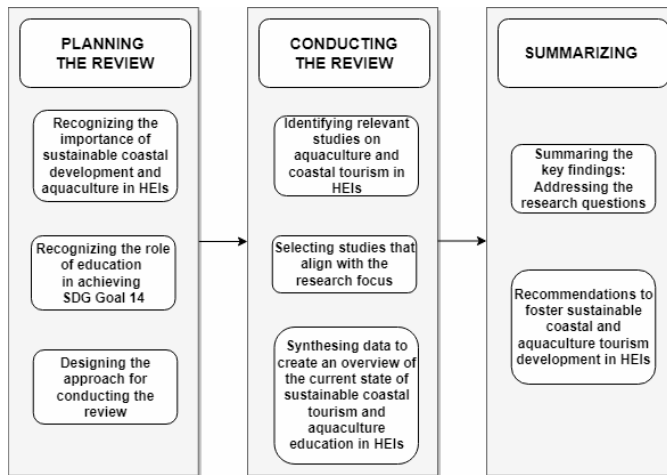 PLANNING
THE REVIEW
Recognizing the
importance of
sustainable coastal
development and
aquaculture in HEIs
Recognizing the role
of education
in achieving
SDG Goal 14
Designing the
approach for
conducting the
review
CONDUCTING
THE REVIEW
Identifying relevant
studies on
aquaculture and
coastal tourism in
HEIs
Selecting studies that
align with the
research focus
Synthesing data to
create an overview of
the current state of
sustainable coastal
tourism and
aquaculture
education in HEIs
SUMMARIZING
Summaring the
key findings:
Addressing the
research questions
Recommendations to
foster sustainable
coastal and
aquaculture tourism
development in HEIs